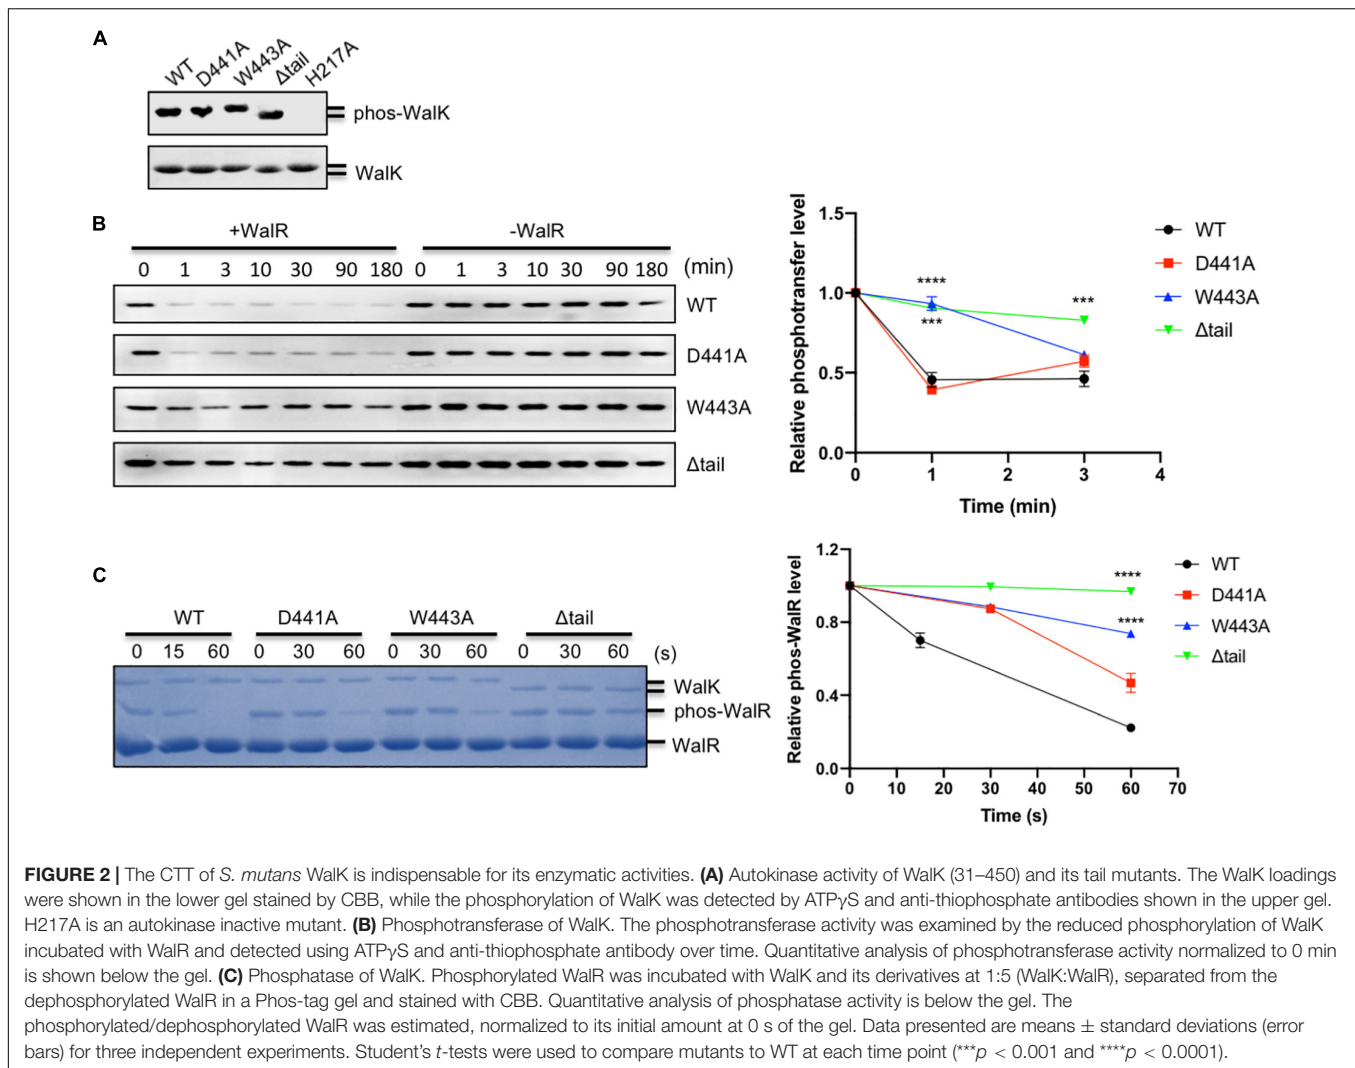 A
WT D441A W443A Δtail H217A
phos-WalK
WalK
B
+WalR -WalR
0 1 3 10 30 90 180 0 1 3 10 30 90 180 (min)
WT
D441A
W443A
Δtail
Relative phosphotransfer level
1.5
1.0
0.5
0.0
0 1 2 3 4
Time (min)
**** 
***
***
WT
D441A
W443A
Δtail
C
WT D441A W443A Δtail
0 15 60 0 30 60 0 30 60 0 30 60 (s)
WalK
phos-WalR
WalR
Relative phos-WalR level
1.2
0.8
0.4
0.0
0 10 20 30 40 50 60 70
Time (s)
****
****
WT
D441A
W443A
Δtail
FIGURE 2 | The CTT of S. mutans WalK is indispensable for its enzymatic activities. (A) Autokinase activity of WalK (31–450) and its tail mutants. The WalK loadings
were shown in the lower gel stained by CBB, while the phosphorylation of WalK was detected by ATPγS and anti-thiophosphate antibodies shown in the upper gel.
H217A is an autokinase inactive mutant. (B) Phosphotransferase of WalK. The phosphotransferase activity was examined by the reduced phosphorylation of WalK
incubated with WalR and detected using ATPγS and anti-thiophosphate antibody over time. Quantitative analysis of phosphotransferase activity normalized to 0 min
is shown below the gel. (C) Phosphatase of WalK. Phosphorylated WalR was incubated with WalK and its derivatives at 1:5 (WalK:WalR), separated from the
dephosphorylated WalR in a Phos-tag gel and stained with CBB. Quantitative analysis of phosphatase activity is below the gel. The
phosphorylated/dephosphorylated WalR was estimated, normalized to its initial amount at 0 s of the gel. Data presented are means ± standard deviations (error
bars) for three independent experiments. Student's t-tests were used to compare mutants to WT at each time point (***p < 0.001 and ****p < 0.0001).